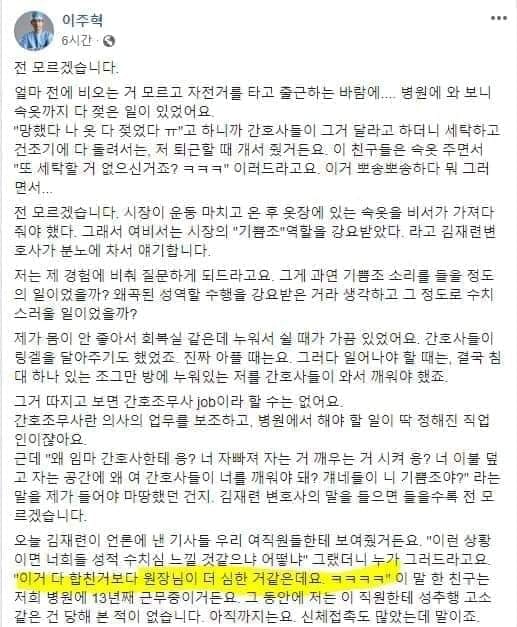 이주혁
6시간 ·
전 모르겠습니다.
얼마 전에 비오는 거 모르고 자전거를 타고 출근하는 바람에.... 병원에 와 보니
속옷까지 다 젖은 일이 있었어요.
"망했다 나 옷 다 젖었다 ㅠ"고 하니까 간호사들이 그거 달라고 하더니 세탁하고
건조기에 다 돌려서는, 저 퇴근할 때 개서 줬든요. 이 친구들은 속옷 주면서
"또 세탁할 거 없으신거죠? ㅋㅋㅋ" 이러드라고요. 이거 뽀송뽀송하다 뭐 그러
면서...
전 모르겠습니다. 시장이 운동 마치고 온 후 옷장에 있는 속옷을 비서가 가져다
줘야 했다. 그래서 여비서는 시장의 "기쁨조"역할을 강요받았다. 라고 김재련변
호사가 분노에 차서 얘기합니다.
저는 제 경험에 비춰 질문하게 되드라고요. 그게 과연 기쁨조 소리를 들을 정도
의 일이었을까? 왜곡된 성역할 수행을 강요받은 거라 생각하고 그 정도로 수치
스러울 일이었을까?
제가 몸이 안 좋아서 회복실 같은데 누워서 쉴 때가 가끔 있었어요. 간호사들이
링겔을 달아주기도 했었죠. 진짜 아플 때는요. 그러다 일어나야 할 때는, 결국 침
대 하나 있는 조그만 방에 누워있는 저를 간호사들이 와서 깨워야 했죠.
그거 따지고 보면 간호조무사 job이라 할 수는 없어요.
간호조무사란 의사의 업무를 보조하고, 병원에서 해야 할 일이 딱 정해진 직업
인이쟎아요.
근데 "왜 임마 간호사한테 응? 너 자빠져 자는 거 깨우는 거 시켜 응? 너 이불 덮
고 자는 공간에 왜 여 간호사들이 너를 깨워야 돼? 걔네들이 니 기쁨조야?" 라는
말을 제가 들어야 마땅했던 건지. 김재련 변호사의 말을 들으면 들을수록 전 모
르겠습니다.
오늘 김재련이 언론에 낸 기사들 우리 여직원들한테 보여줬거든요. "이런 상황
이면 너희들 성적 수치심 느낄 것같으냐 어떻냐" 그랬더니 누가 그러드라고요.
"이거 다 합친거보다 원장님이 더 심한 거같은데요. ㅋㅋㅋㅋ" 이 말 한 친구는
저희 병원에 13년째 근무중이거든요. 그 동안에 저는 이 직원한테 성추행 고소
같은 건 당해 본 적이 없습니다. 아직까지는요. 신체접촉도 많았는데 말이죠.